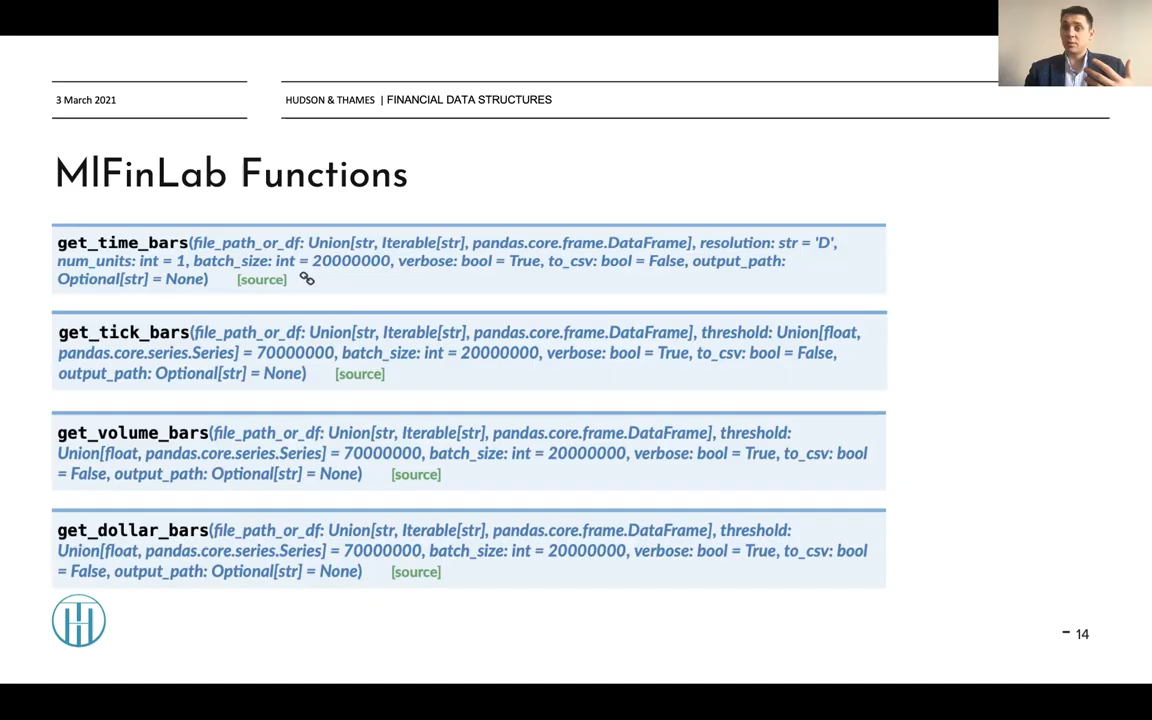 3 March 2021
HUDSON & THAMES | FINANCIAL DATA STRUCTURES
MlFinLab Functions
get_time_bars(file_path_or_df: Union[str, Iterable[str], pandas.core.frame.DataFrame], resolution: str = 'D',
num_units: int = 1, batch_size: int = 20000000, verbose: bool = True, to_csv: bool = False, output_path:
Optional[str] = None) [source]
get_tick_bars(file_path_or_df: Union[str, Iterable[str], pandas.core.frame.DataFrame], threshold: Union[float,
pandas.core.series.Series] = 70000000, batch_size: int = 20000000, verbose: bool = True, to_csv: bool = False,
output_path: Optional[str] = None) [source]
get_volume_bars(file_path_or_df: Union[str, Iterable[str], pandas.core.frame.DataFrame], threshold:
Union[float, pandas.core.series.Series] = 70000000, batch_size: int = 20000000, verbose: bool = True, to_csv: bool
= False, output_path: Optional[str] = None) [source]
get_dollar_bars(file_path_or_df: Union[str, Iterable[str], pandas.core.frame.DataFrame], threshold:
Union[float, pandas.core.series.Series] = 70000000, batch_size: int = 20000000, verbose: bool = True, to_csv: bool
= False, output_path: Optional[str] = None) [source]
– 14